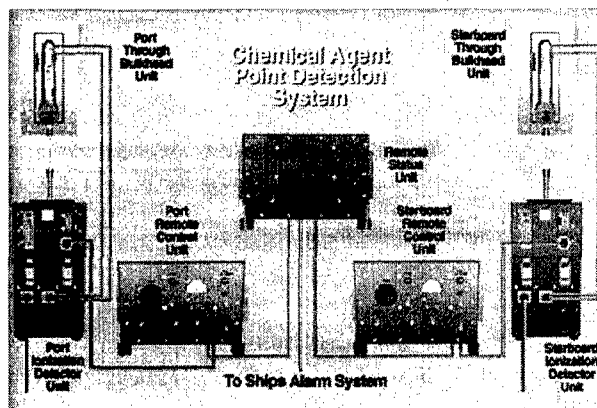 Port
Through
Bulkhead
Unit
Chemical Agent
Point Detection
System
Starboard
Through
Bulkhead
Unit
Remote
Status
Unit
Port
Remote
Control
Unit
Starboard
Remote
Control
Unit
Port
Ionization
Detector
Unit
To Ships Alarm System
Starboard
Ionization
Detector
Unit